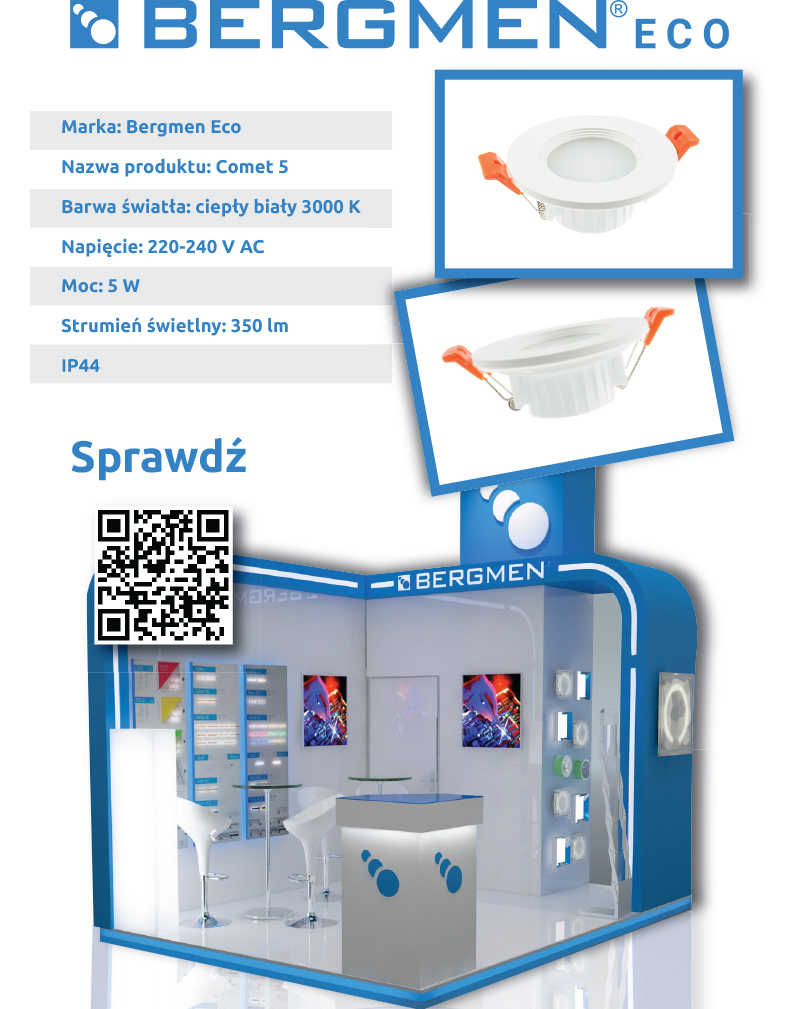 BERGMEN® ECO
Marka: Bergmen Eco
Nazwa produktu: Comet 5
Barwa światła: ciepły biały 3000 K
Napięcie: 220-240 V AC
Moc: 5 W
Strumień świetlny: 350 lm
IP44
Sprawdź
BERGMEN